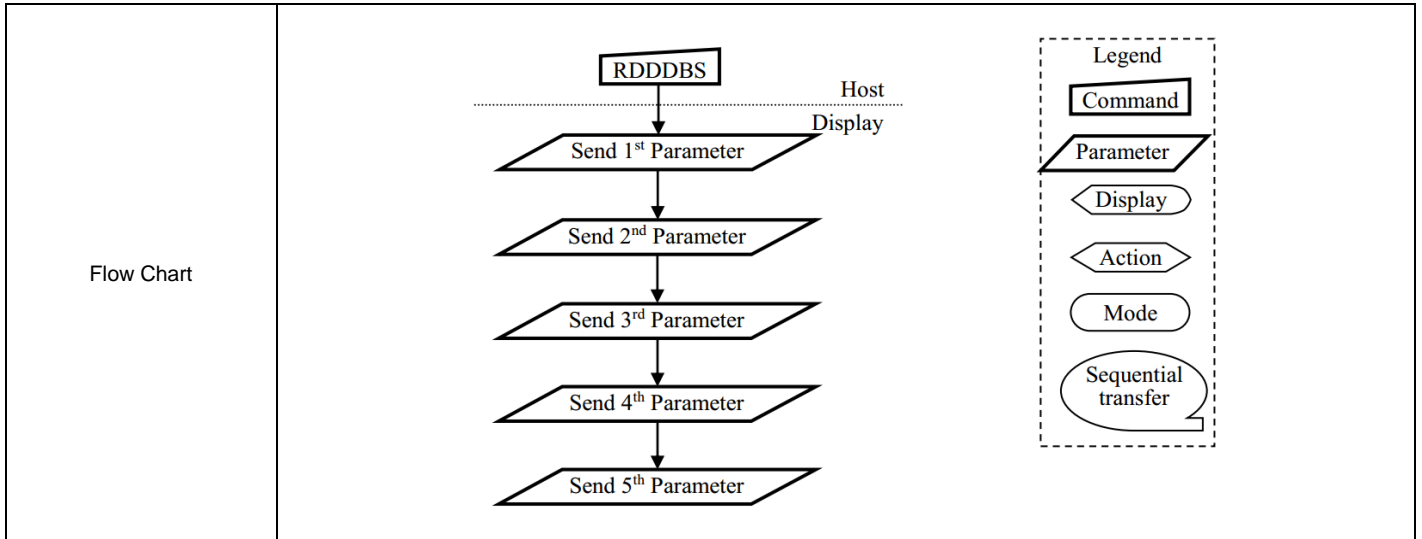 Flow Chart
RDDDBS
Host
Display
Send 1st Parameter
Send 2nd Parameter
Send 3rd Parameter
Send 4th Parameter
Send 5th Parameter
Legend
Command
Parameter
Display
Action
Mode
Sequential
transfer